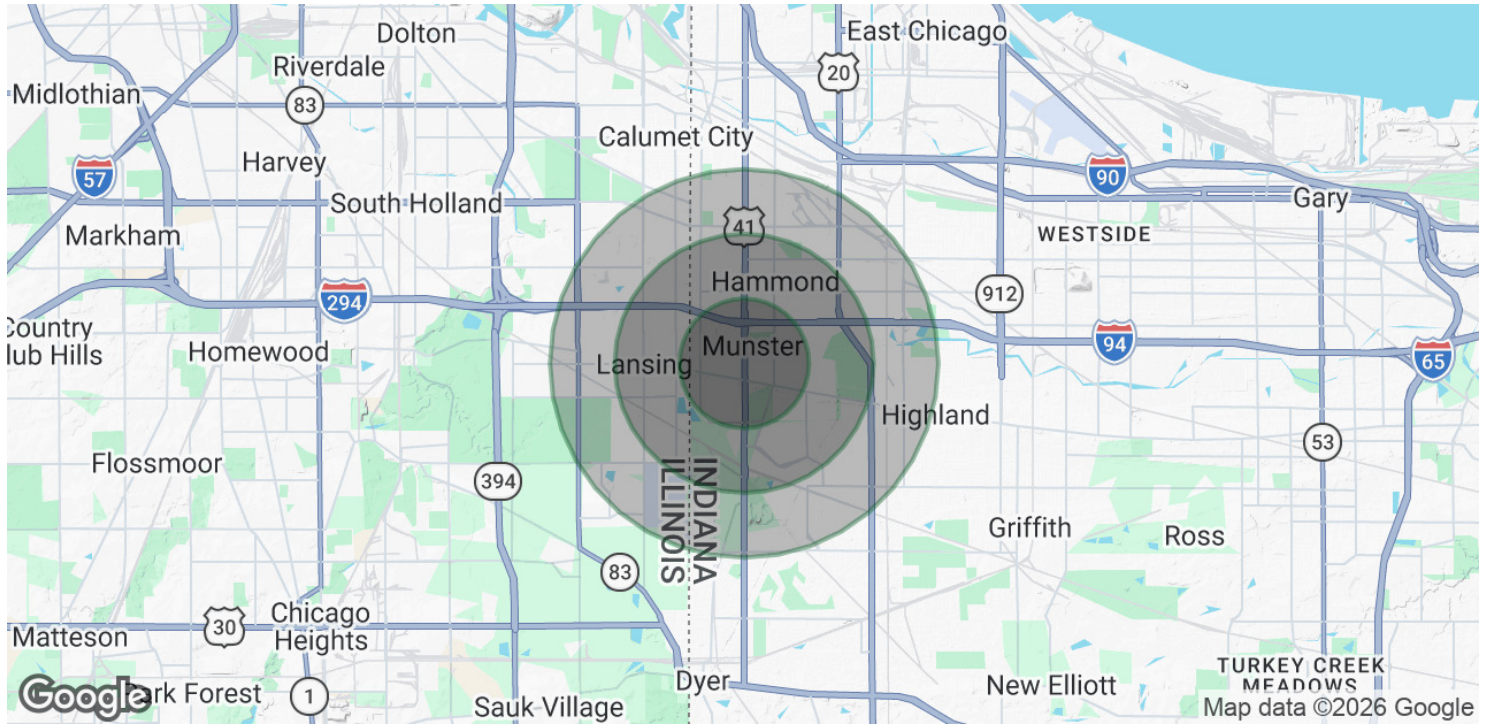 Dolton
East Chicago
Riverdale
20
Midlothian
83
Calumet City
Harvey
57
90
South Holland
Gary
41
Markham
WESTSIDE
Hammond
912
294
Country
lub Hills
Homewood
Munster
94
65
Lansing
Highland
53
Flossmoor
394
INDIANA
ILLINOIS
Griffith
Ross
83
Chicago
Heights
30
Matteson
TURKEY CREEK
MEADOWS
Dyer
New Elliott
Google
Park Forest
1
Sauk Village
Map data ©2026 Google